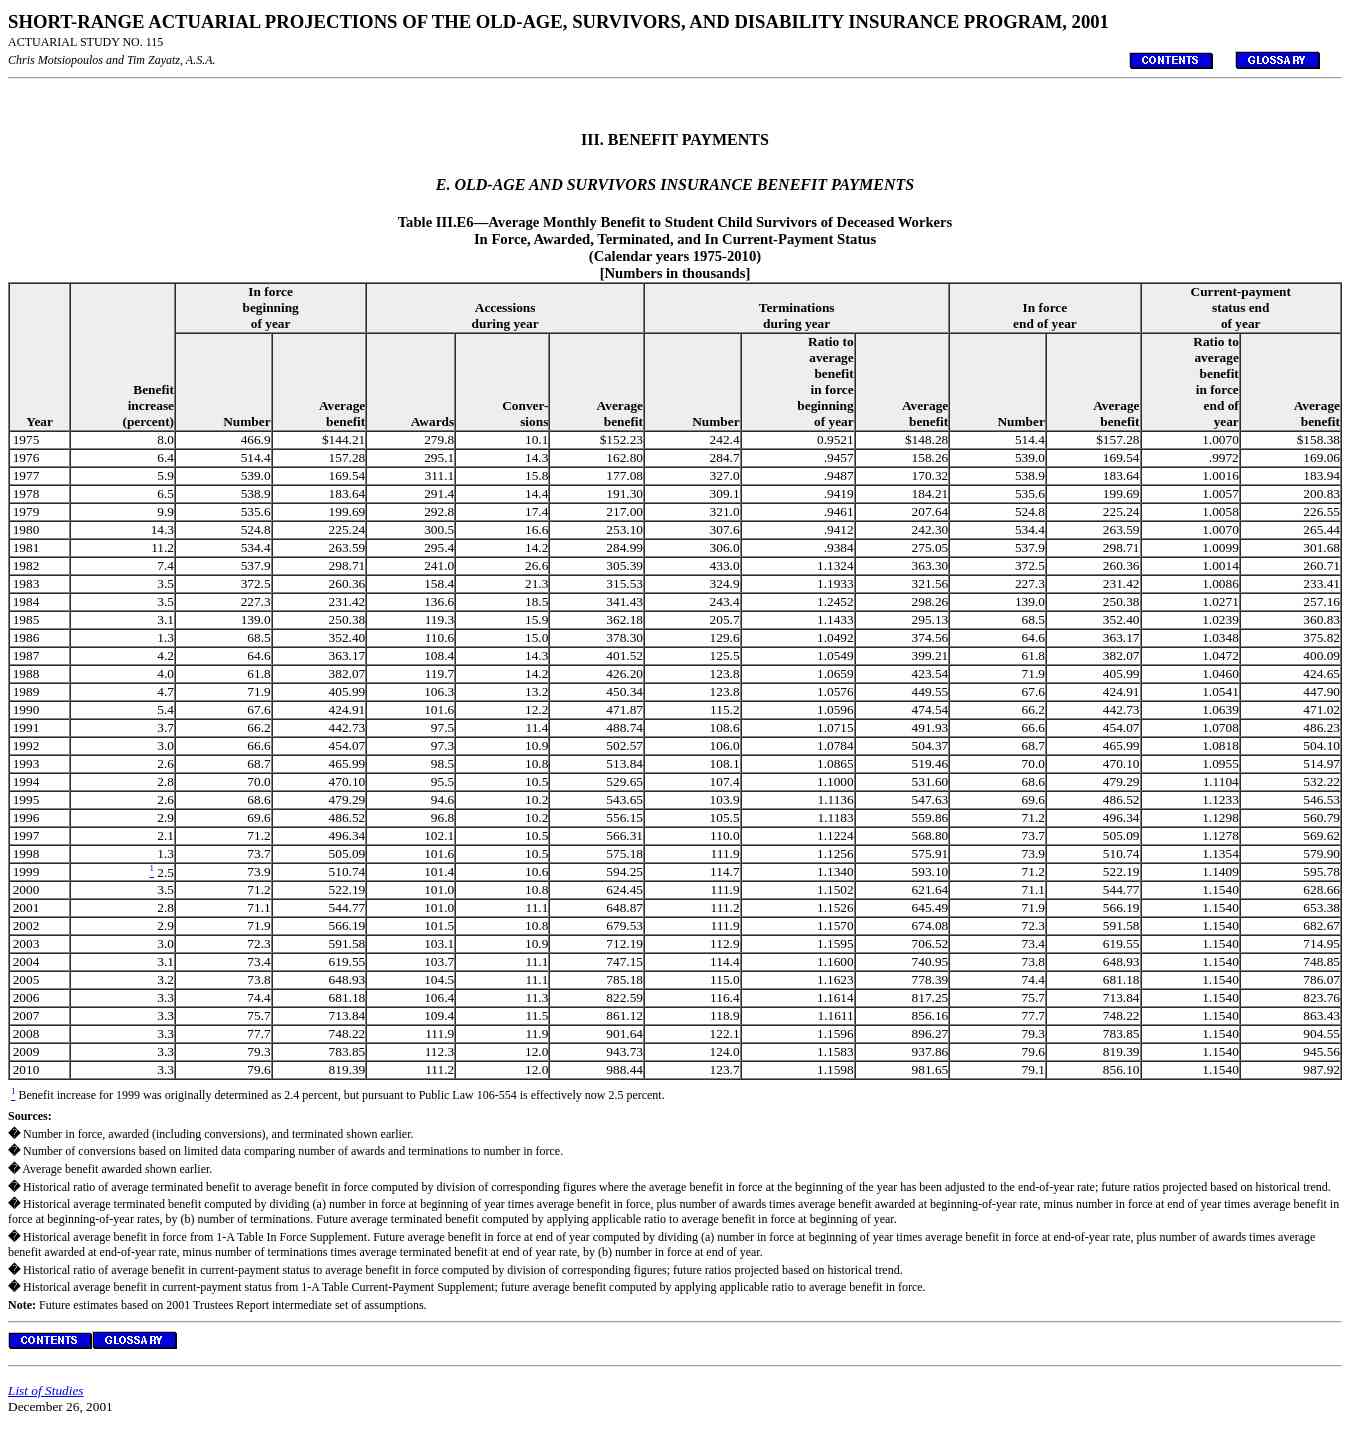 SHORT-RANGE ACTUARIAL PROJECTIONS OF THE OLD-AGE, SURVIVORS, AND DISABILITY INSURANCE PROGRAM, 2001
ACTUARIAL STUDY NO. 115
Chris Motsiopoulos and Tim Zayatz, A.S.A. CONTENTS GLOSSARY
III. BENEFIT PAYMENTS
E. OLD-AGE AND SURVIVORS INSURANCE BENEFIT PAYMENTS
Table III.E6—Average Monthly Benefit to Student Child Survivors of Deceased Workers
In Force, Awarded, Terminated, and In Current-Payment Status
(Calendar years 1975-2010)
[Numbers in thousands]
In force beginning of year Accessions during year Terminations during year In force end of year Current-payment status end of year
Year Benefit increase (percent) Number Average benefit Awards Conver-sions Average benefit Number Ratio to average benefit in force beginning of year Average benefit Number Average benefit Ratio to average benefit in force end of year Average benefit
1975 8.0 466.9 $144.21 279.8 10.1 $152.23 242.4 0.9521 $148.28 514.4 $157.28 1.0070 $158.38
1976 6.4 514.4 157.28 295.1 14.3 162.80 284.7 .9457 158.26 539.0 169.54 .9972 169.06
1977 5.9 539.0 169.54 311.1 15.8 177.08 327.0 .9487 170.32 538.9 183.64 1.0016 183.94
1978 6.5 538.9 183.64 291.4 14.4 191.30 309.1 .9419 184.21 535.6 199.69 1.0057 200.83
1979 9.9 535.6 199.69 292.8 17.4 217.00 321.0 .9461 207.64 524.8 225.24 1.0058 226.55
1980 14.3 524.8 225.24 300.5 16.6 253.10 307.6 .9412 242.30 534.4 263.59 1.0070 265.44
1981 11.2 534.4 263.59 295.4 14.2 284.99 306.0 .9384 275.05 537.9 298.71 1.0099 301.68
1982 7.4 537.9 298.71 241.0 26.6 305.39 433.0 1.1324 363.30 372.5 260.36 1.0014 260.71
1983 3.5 372.5 260.36 158.4 21.3 315.53 324.9 1.1933 321.56 227.3 231.42 1.0086 233.41
1984 3.5 227.3 231.42 136.6 18.5 341.43 243.4 1.2452 298.26 139.0 250.38 1.0271 257.16
1985 3.1 139.0 250.38 119.3 15.9 362.18 205.7 1.1433 295.13 68.5 352.40 1.0239 360.83
1986 1.3 68.5 352.40 110.6 15.0 378.30 129.6 1.0492 374.56 64.6 363.17 1.0348 375.82
1987 4.2 64.6 363.17 108.4 14.3 401.52 125.5 1.0549 399.21 61.8 382.07 1.0472 400.09
1988 4.0 61.8 382.07 119.7 14.2 426.20 123.8 1.0659 423.54 71.9 405.99 1.0460 424.65
1989 4.7 71.9 405.99 106.3 13.2 450.34 123.8 1.0576 449.55 67.6 424.91 1.0541 447.90
1990 5.4 67.6 424.91 101.6 12.2 471.87 115.2 1.0596 474.54 66.2 442.73 1.0639 471.02
1991 3.7 66.2 442.73 97.5 11.4 488.74 108.6 1.0715 491.93 66.6 454.07 1.0708 486.23
1992 3.0 66.6 454.07 97.3 10.9 502.57 106.0 1.0784 504.37 68.7 465.99 1.0818 504.10
1993 2.6 68.7 465.99 98.5 10.8 513.84 108.1 1.0865 519.46 70.0 470.10 1.0955 514.97
1994 2.8 70.0 470.10 95.5 10.5 529.65 107.4 1.1000 531.60 68.6 479.29 1.1104 532.22
1995 2.6 68.6 479.29 94.6 10.2 543.65 103.9 1.1136 547.63 69.6 486.52 1.1233 546.53
1996 2.9 69.6 486.52 96.8 10.2 556.15 105.5 1.1183 559.86 71.2 496.34 1.1298 560.79
1997 2.1 71.2 496.34 102.1 10.5 566.31 110.0 1.1224 568.80 73.7 505.09 1.1278 569.62
1998 1.3 73.7 505.09 101.6 10.5 575.18 111.9 1.1256 575.91 73.9 510.74 1.1354 579.90
1999 1 2.5 73.9 510.74 101.4 10.6 594.25 114.7 1.1340 593.10 71.2 522.19 1.1409 595.78
2000 3.5 71.2 522.19 101.0 10.8 624.45 111.9 1.1502 621.64 71.1 544.77 1.1540 628.66
2001 2.8 71.1 544.77 101.0 11.1 648.87 111.2 1.1526 645.49 71.9 566.19 1.1540 653.38
2002 2.9 71.9 566.19 101.5 10.8 679.53 111.9 1.1570 674.08 72.3 591.58 1.1540 682.67
2003 3.0 72.3 591.58 103.1 10.9 712.19 112.9 1.1595 706.52 73.4 619.55 1.1540 714.95
2004 3.1 73.4 619.55 103.7 11.1 747.15 114.4 1.1600 740.95 73.8 648.93 1.1540 748.85
2005 3.2 73.8 648.93 104.5 11.1 785.18 115.0 1.1623 778.39 74.4 681.18 1.1540 786.07
2006 3.3 74.4 681.18 106.4 11.3 822.59 116.4 1.1614 817.25 75.7 713.84 1.1540 823.76
2007 3.3 75.7 713.84 109.4 11.5 861.12 118.9 1.1611 856.16 77.7 748.22 1.1540 863.43
2008 3.3 77.7 748.22 111.9 11.9 901.64 122.1 1.1596 896.27 79.3 783.85 1.1540 904.55
2009 3.3 79.3 783.85 112.3 12.0 943.73 124.0 1.1583 937.86 79.6 819.39 1.1540 945.56
2010 3.3 79.6 819.39 111.2 12.0 988.44 123.7 1.1598 981.65 79.1 856.10 1.1540 987.92
1 Benefit increase for 1999 was originally determined as 2.4 percent, but pursuant to Public Law 106-554 is effectively now 2.5 percent.
Sources:
� Number in force, awarded (including conversions), and terminated shown earlier.
� Number of conversions based on limited data comparing number of awards and terminations to number in force.
� Average benefit awarded shown earlier.
� Historical ratio of average terminated benefit to average benefit in force computed by division of corresponding figures where the average benefit in force at the beginning of the year has been adjusted to the end-of-year rate; future ratios projected based on historical trend.
� Historical average terminated benefit computed by dividing (a) number in force at beginning of year times average benefit in force, plus number of awards times average benefit awarded at beginning-of-year rate, minus number in force at end of year times average benefit in
force at beginning-of-year rates, by (b) number of terminations. Future average terminated benefit computed by applying applicable ratio to average benefit in force at beginning of year.
� Historical average benefit in force from 1-A Table In Force Supplement. Future average benefit in force at end of year computed by dividing (a) number in force at beginning of year times average benefit in force at end-of-year rate, plus number of awards times average
benefit awarded at end-of-year rate, minus number of terminations times average terminated benefit at end of year rate, by (b) number in force at end of year.
� Historical ratio of average benefit in current-payment status to average benefit in force computed by division of corresponding figures; future ratios projected based on historical trend.
� Historical average benefit in current-payment status from 1-A Table Current-Payment Supplement; future average benefit computed by applying applicable ratio to average benefit in force.
Note: Future estimates based on 2001 Trustees Report intermediate set of assumptions.
CONTENTS GLOSSARY
List of Studies
December 26, 2001